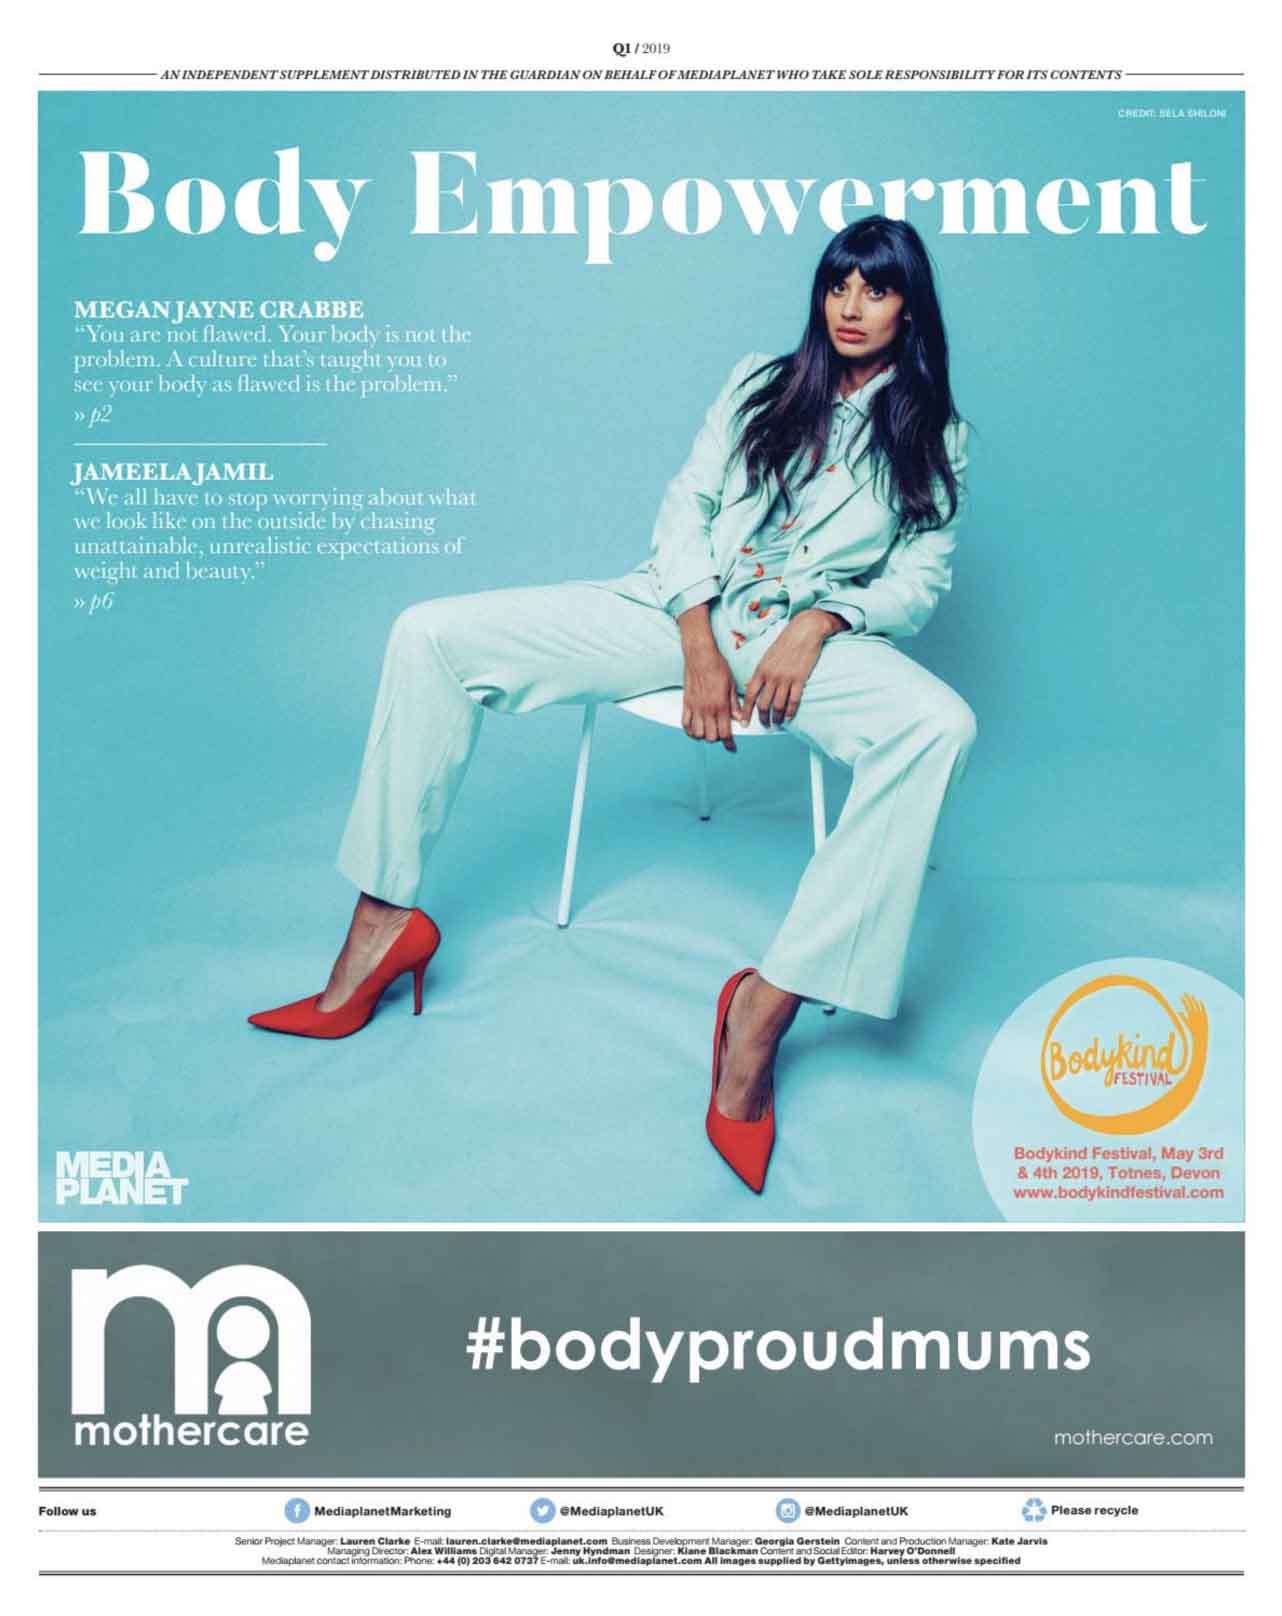 Q1 / 2019
AN INDEPENDENT SUPPLEMENT DISTRIBUTED IN THE GUARDIAN ON BEHALF OF MEDIAPLANET WHO TAKE SOLE RESPONSIBILITY FOR ITS CONTENTS
CREDIT: SELA SHILONI
Body Empowerment
MEGAN JAYNE CRABBE
“You are not flawed. Your body is not the
problem. A culture that’s taught you to
see your body as flawed is the problem.”
» p2
JAMEELA JAMIL
“We all have to stop worrying about what
we look like on the outside by chasing
unattainable, unrealistic expectations of
weight and beauty.”
» p6
Bodykind
FESTIVAL
Bodykind Festival, May 3rd
& 4th 2019, Totnes, Devon
www.bodykindfestival.com
MEDIA
PLANET
mothercare
#bodyproudmums
mothercare.com
Follow us
MediaplanetMarketing
@MediaplanetUK
@MediaplanetUK
Please recycle
Senior Project Manager: Lauren Clarke E-mail: lauren.clarke@mediaplanet.com Business Development Manager: Georgia Gerstein Content and Production Manager: Kate Jarvis
Managing Director: Alex Williams Digital Manager: Jenny Hyndman Designer: Kiane Blackman Content and Social Editor: Harvey O’Donnell
Mediaplanet contact information: Phone: +44 (0) 203 642 0737 E-mail: uk.info@mediaplanet.com All images supplied by Gettyimages, unless otherwise specified